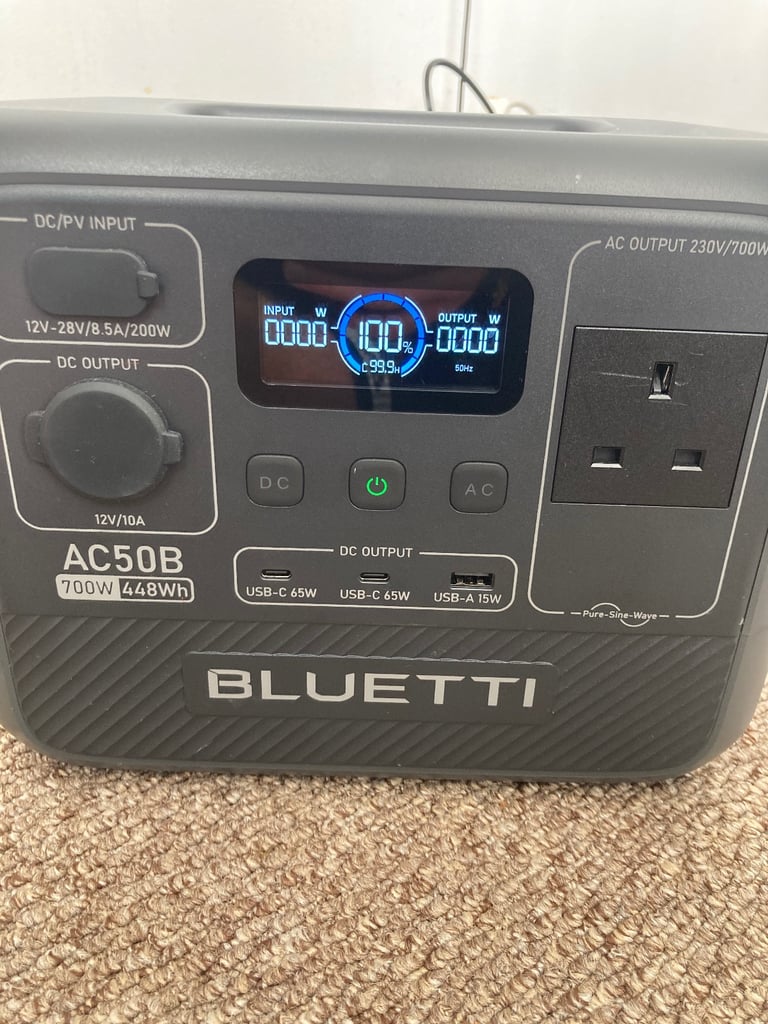 DC/PV INPUT
12V-28V/8.5A/200W
DC OUTPUT
12V/10A
AC50B
700W 448Wh
INPUT W
0000
100%
99.9H
OUTPUT W
0000
50Hz
DC
AC
DC OUTPUT
USB-C 65W
USB-C 65W
USB-A 15W
AC OUTPUT 230V/700W
Pure-Sine-Wave
BLUETTI